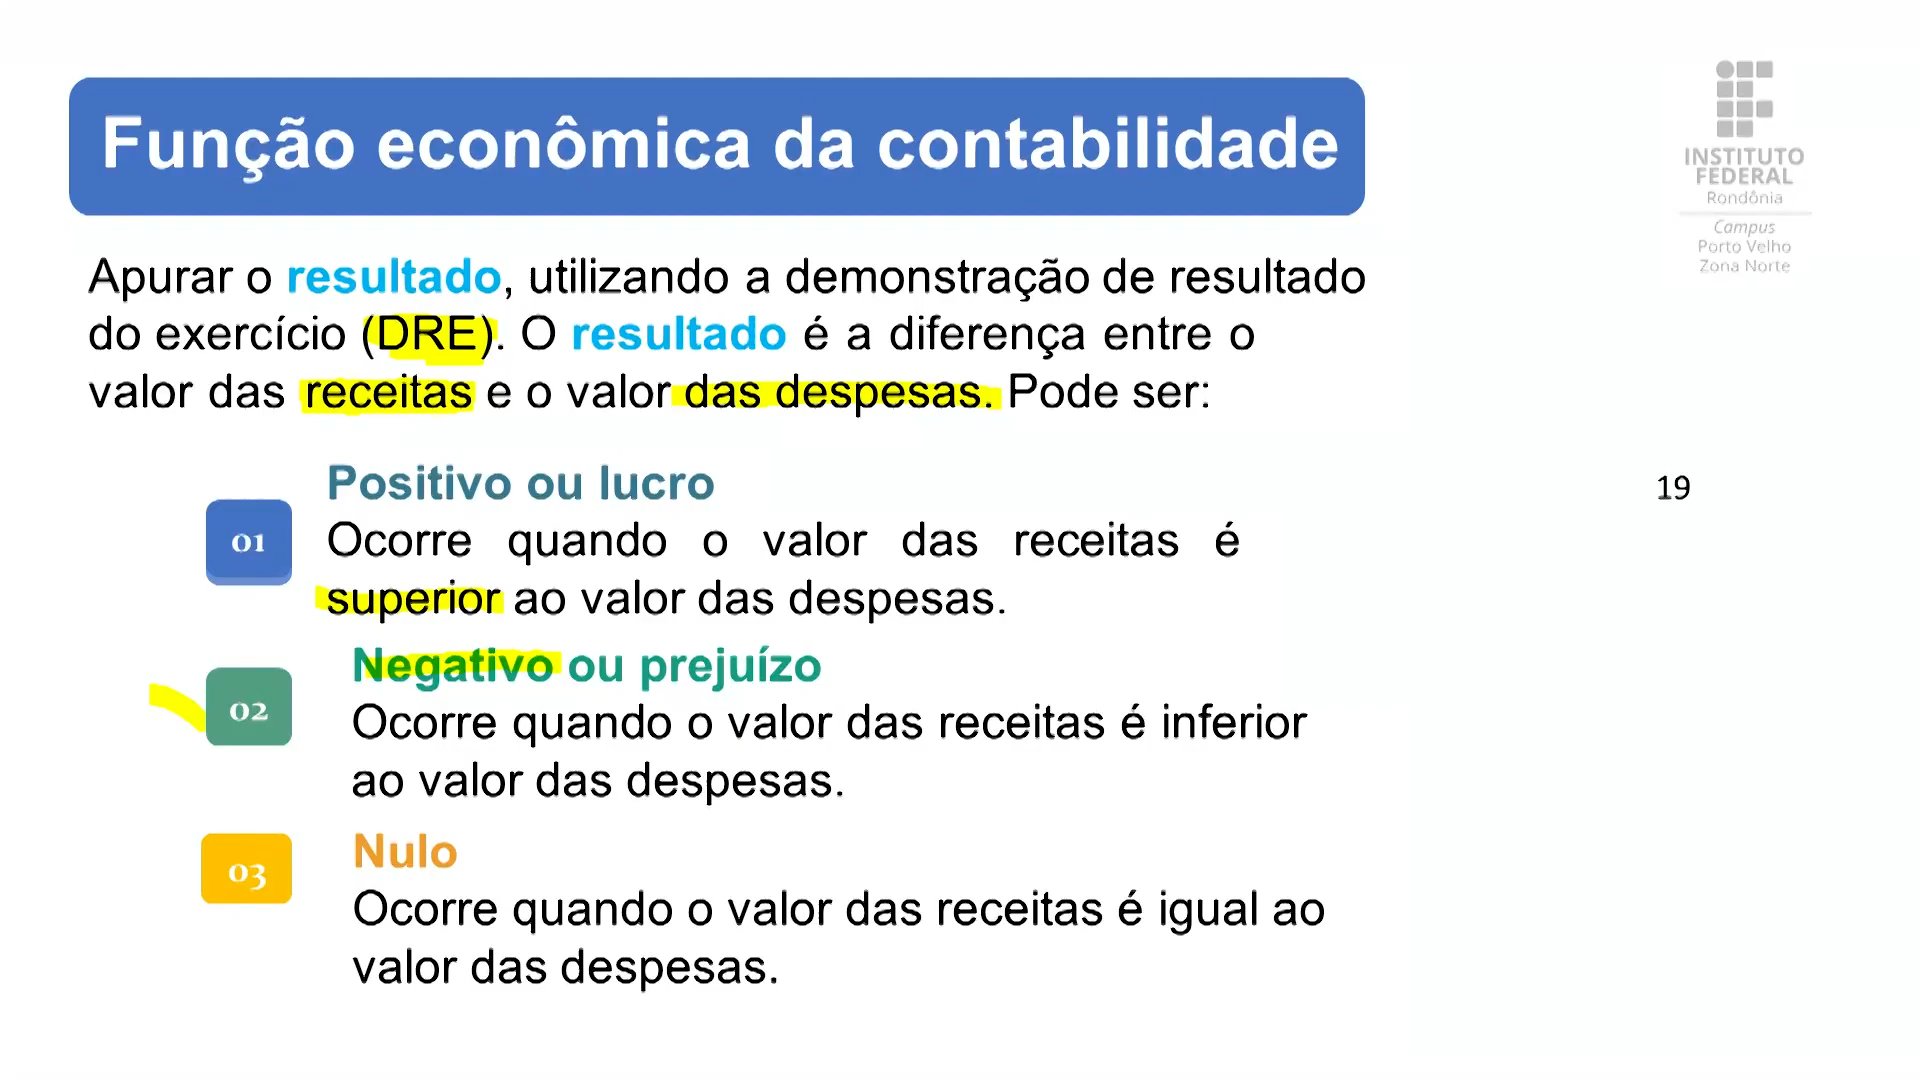 Função econômica da contabilidade
INSTITUTO
FEDERAL
Rondônia
Campus
Porto Velho
Zona Norte
Apurar o resultado, utilizando a demonstração de resultado
do exercício (DRE). O resultado é a diferença entre o
valor das receitas e o valor das despesas. Pode ser:
19
01
Positivo ou lucro
Ocorre quando o valor das receitas é
superior ao valor das despesas.
02
Negativo ou prejuízo
Ocorre quando o valor das receitas é inferior
ao valor das despesas.
03
Nulo
Ocorre quando o valor das receitas é igual ao
valor das despesas.